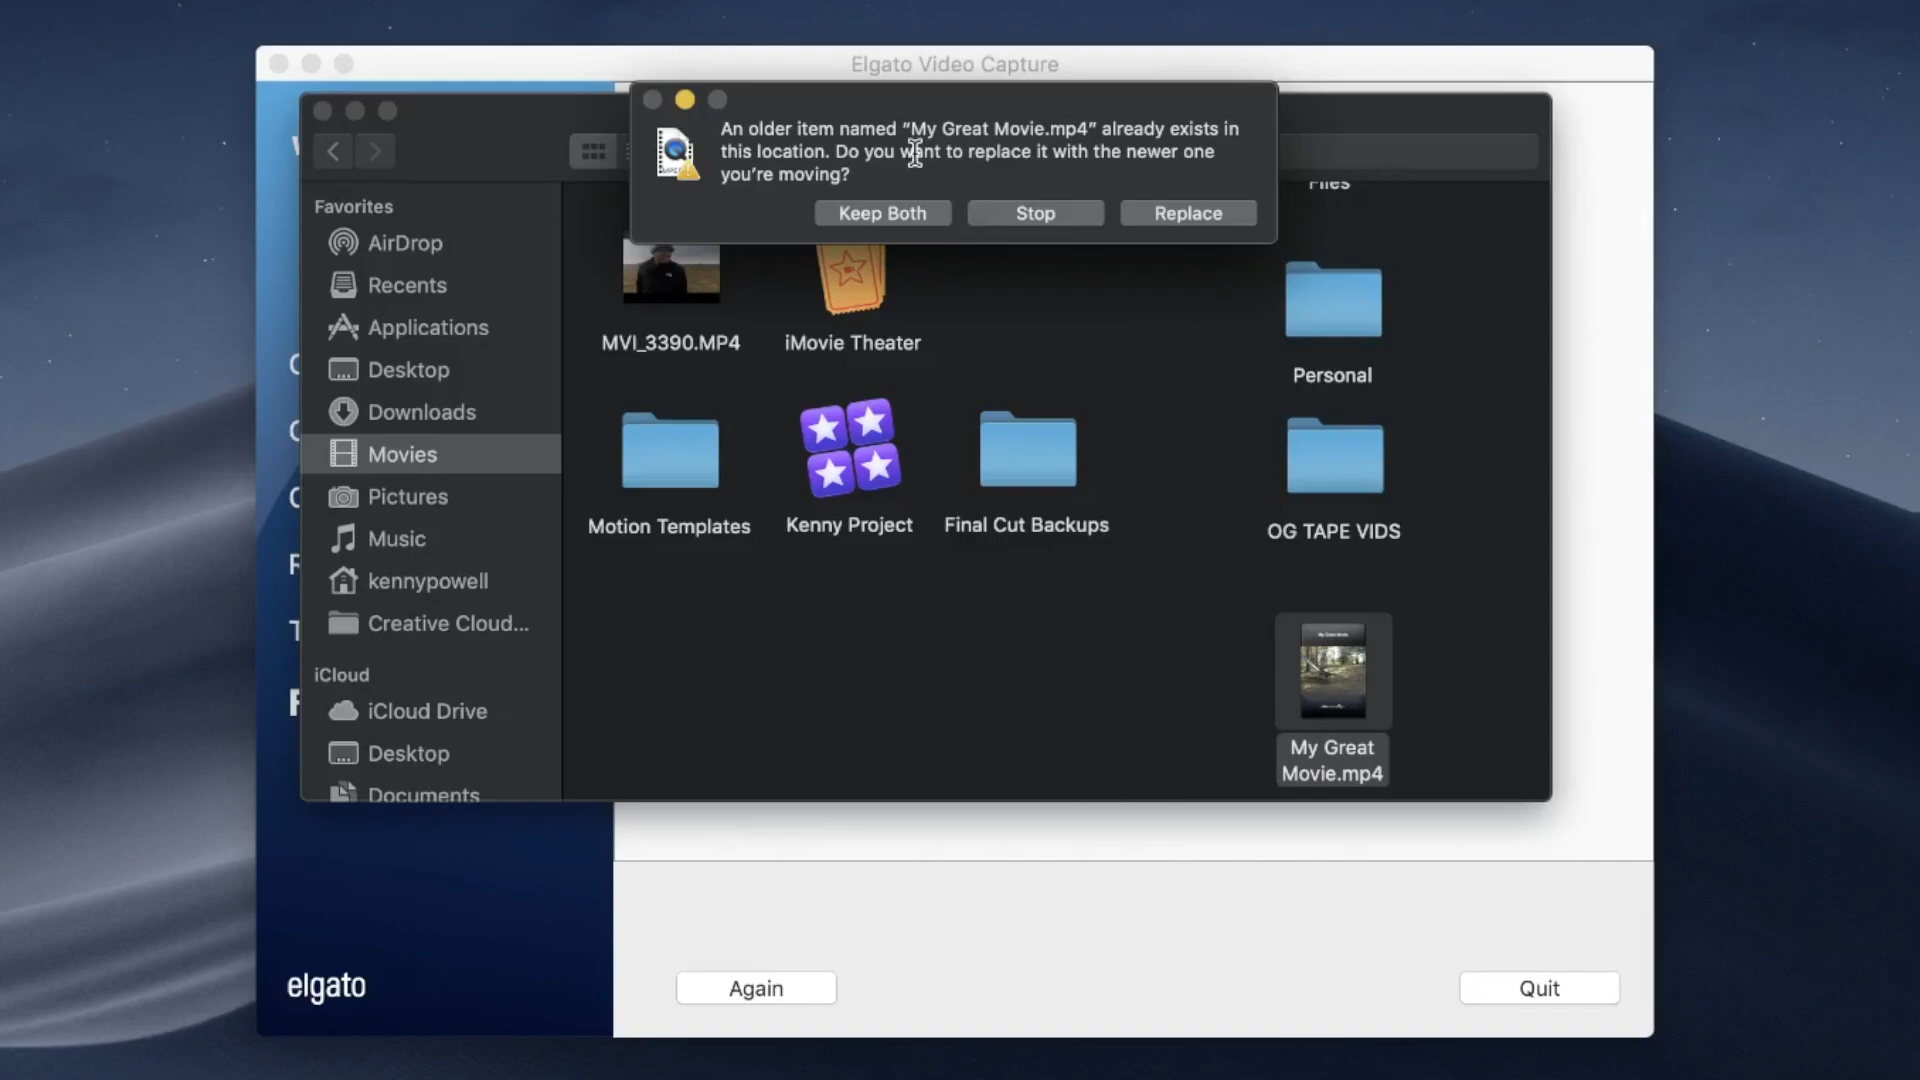 Elgato Video Capture
An older item named “My Great Movie.mp4” already exists in
this location. Do you want to replace it with the newer one
you're moving?
Keep Both
Stop
Replace
Favorites
AirDrop
Recents
Applications
Desktop
Downloads
Movies
Pictures
Music
kennypowell
Creative Cloud...
iCloud
iCloud Drive
Desktop
Documents
Files
MVI_3390.MP4
iMovie Theater
Personal
Motion Templates
Kenny Project
Final Cut Backups
OG TAPE VIDS
My Great
Movie.mp4
elgato
Again
Quit